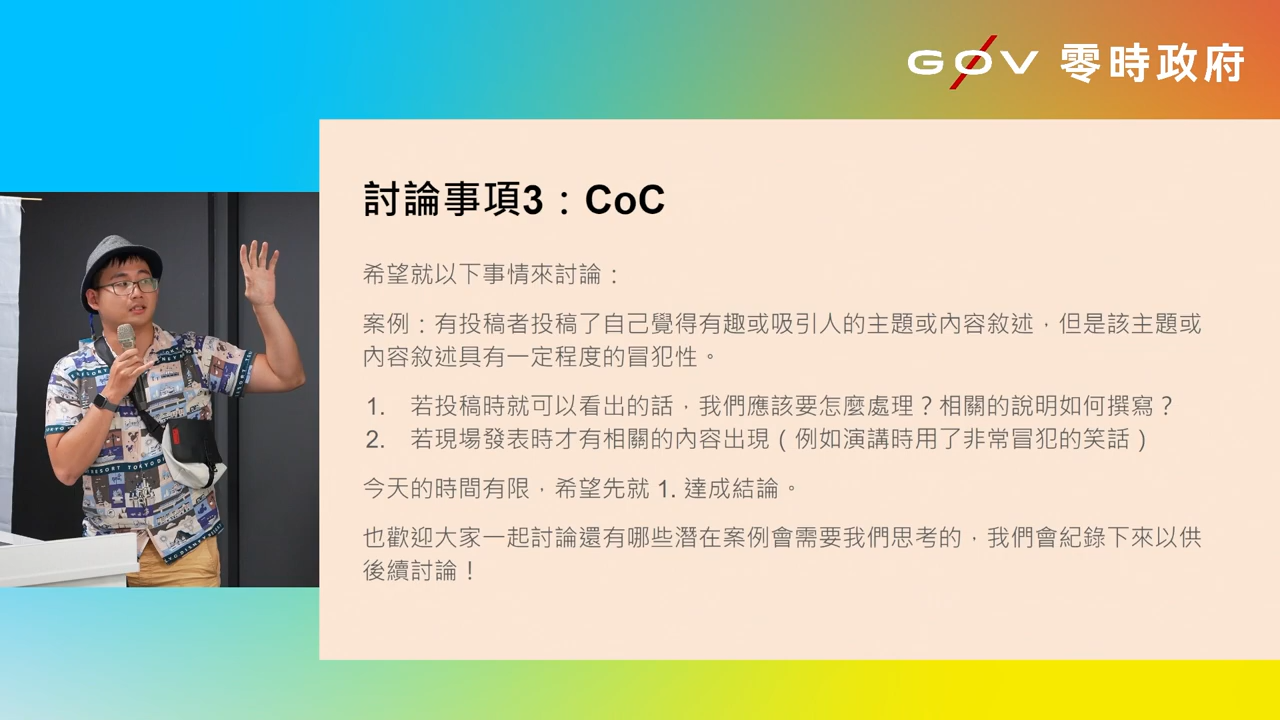 GØV 零時政府
討論事項3：CoC
希望就以下事情來討論：
案例：有投稿者投稿了自己覺得有趣或吸引人的主題或內容敘述，但是該主題或
內容敘述具有一定程度的冒犯性。
1. 若投稿時就可以看出的話，我們應該要怎麼處理？相關的說明如何撰寫？
2. 若現場發表時才有相關的內容出現（例如演講時用了非常冒犯的笑話）
今天的時間有限，希望先就 1. 達成結論。
也歡迎大家一起討論還有哪些潛在案例會需要我們思考的，我們會紀錄下來以供
後續討論！